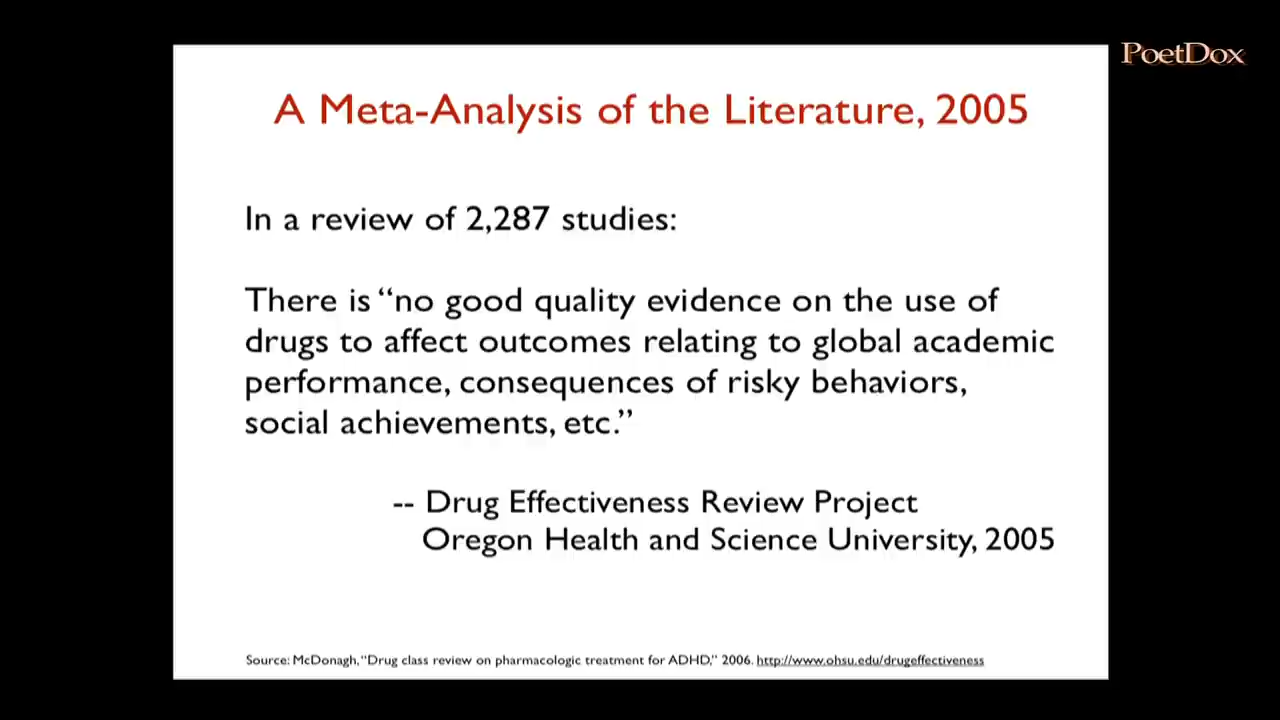 PoetDox
A Meta-Analysis of the Literature, 2005
In a review of 2,287 studies:
There is “no good quality evidence on the use of
drugs to affect outcomes relating to global academic
performance, consequences of risky behaviors,
social achievements, etc.”
-- Drug Effectiveness Review Project
Oregon Health and Science University, 2005
Source: McDonagh, “Drug class review on pharmacologic treatment for ADHD,” 2006. http://www.ohsu.edu/drugeffectiveness